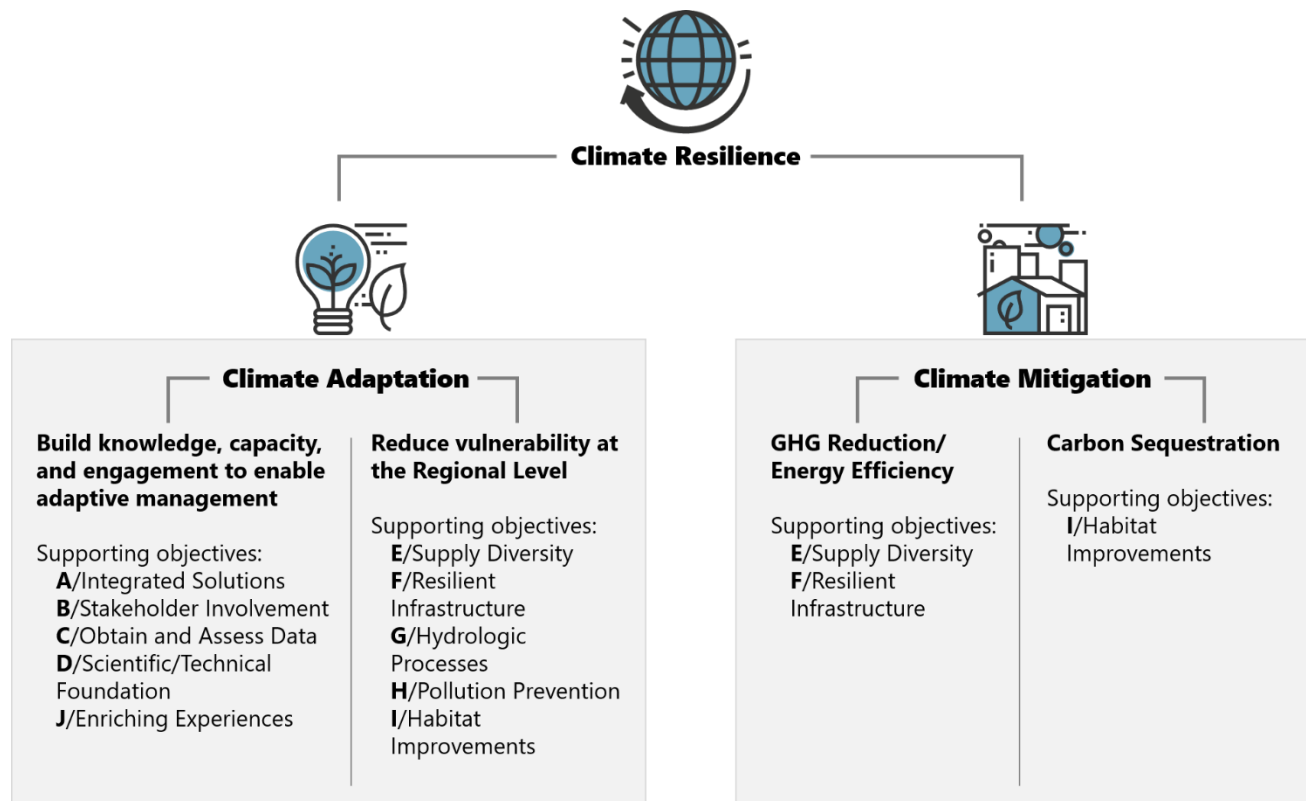 Climate Resilience
Climate Adaptation
Build knowledge, capacity,
and engagement to enable
adaptive management
Supporting objectives:
A/Integrated Solutions
B/Stakeholder Involvement
C/Obtain and Assess Data
D/Scientific/Technical
Foundation
J/Enriching Experiences
Reduce vulnerability at
the Regional Level
Supporting objectives:
E/Supply Diversity
F/Resilient
Infrastructure
G/Hydrologic
Processes
H/Pollution Prevention
I/Habitat
Improvements
Climate Mitigation
GHG Reduction/
Energy Efficiency
Supporting objectives:
E/Supply Diversity
F/Resilient
Infrastructure
Carbon Sequestration
Supporting objectives:
I/Habitat
Improvements